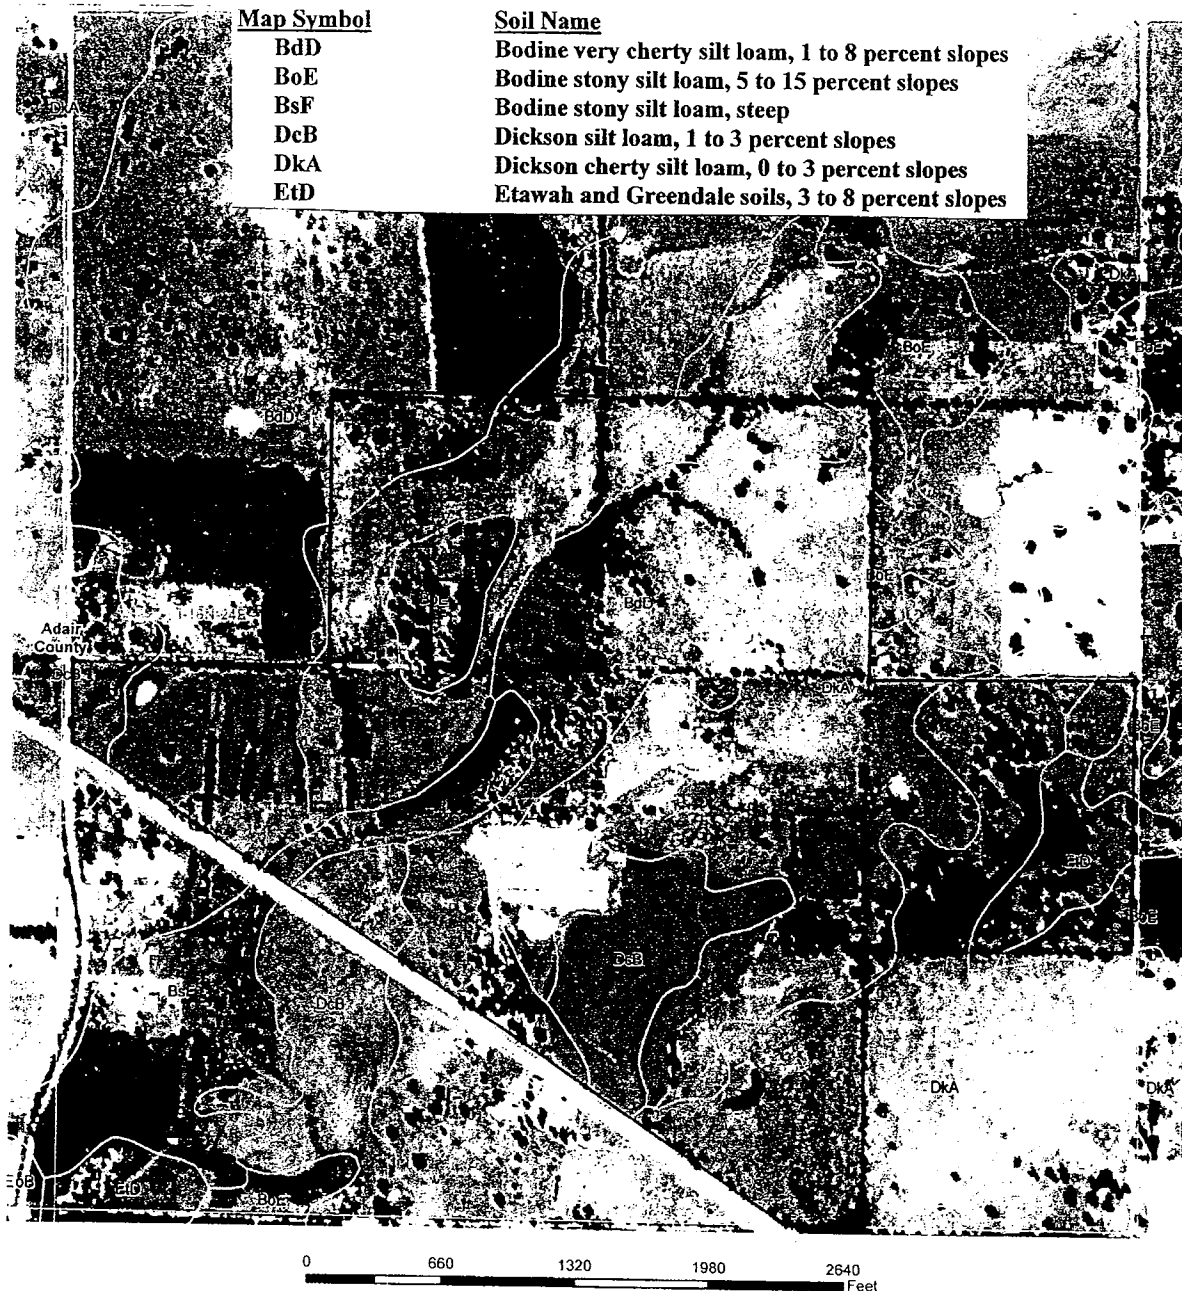 Map Symbol Soil Name
BdD Bodine very cherty silt loam, 1 to 8 percent slopes
BoE Bodine stony silt loam, 5 to 15 percent slopes
BsF Bodine stony silt loam, steep
DcB Dickson silt loam, 1 to 3 percent slopes
DkA Dickson cherty silt loam, 0 to 3 percent slopes
EtD Etawah and Greendale soils, 3 to 8 percent slopes
DkA
DkA
BoE BoE
BdD
BoE
BdD
Adair
County
DcB
DkA
BoE
EtD
BoE
DcB
BsF
DcB
DkA DkA
EtD
BoE
0 660 1320 1980 2640
Feet